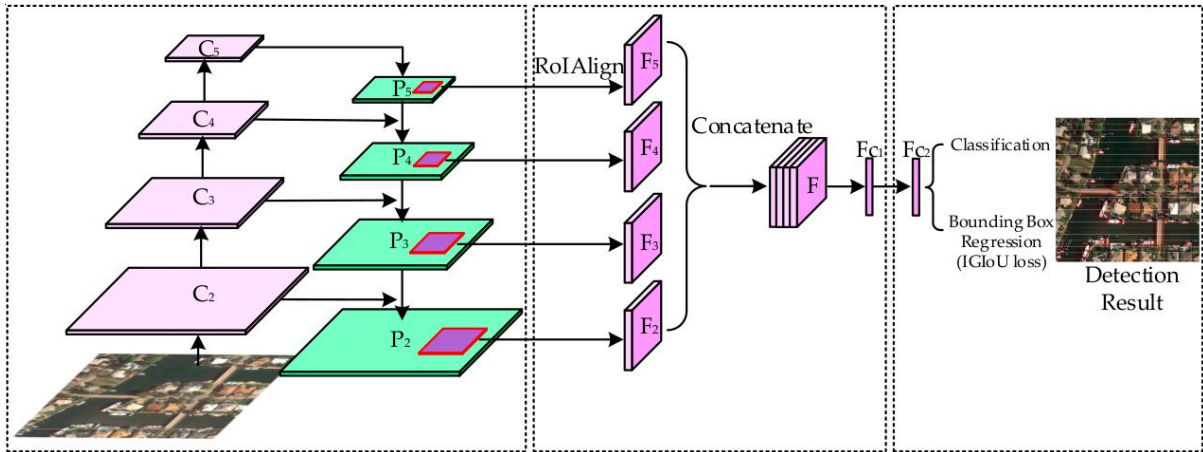 C5
P5
C4
P4
C3
P3
C2
P2
RoIAlign
F5
F4
F3
F2
Concatenate
F
Fc1
Fc2
Classification
Bounding Box
Regression
(IGIoU loss)
Detection
Result